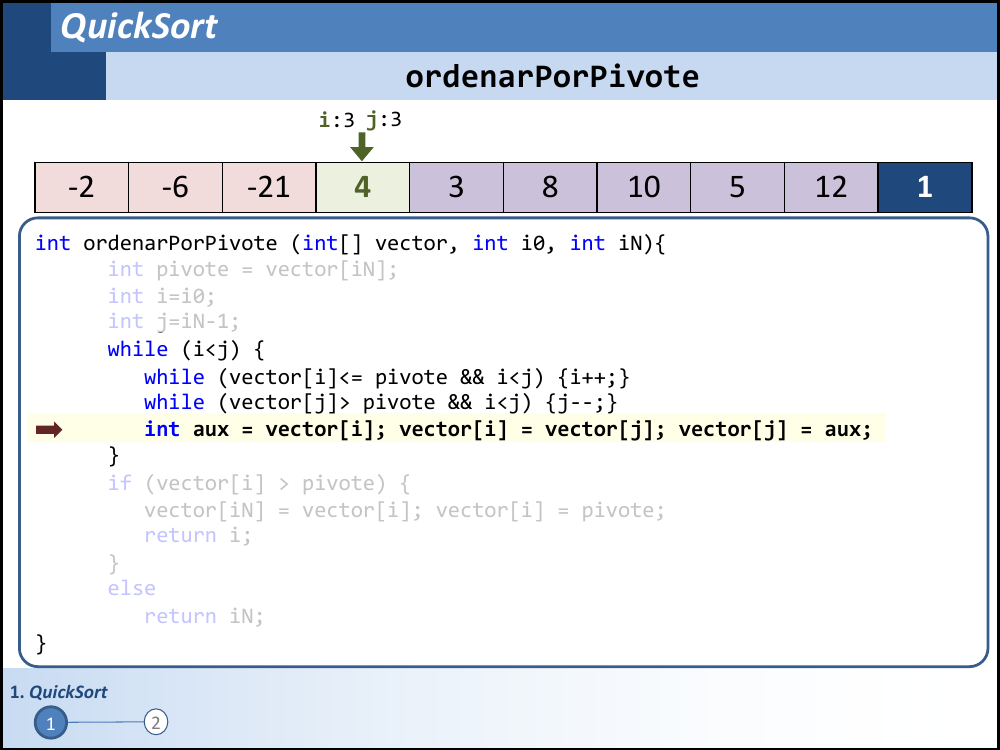 QuickSort
ordenarPorPivote
i:3 j:3
-2 -6 -21 4 3 8 10 5 12 1
int ordenarPorPivote (int[] vector, int i0, int iN){
int pivote = vector[iN];
int i=i0;
int j=iN-1;
while (i<j) {
while (vector[i]<= pivote && i<j) {i++;}
while (vector[j]> pivote && i<j) {j--;}
int aux = vector[i]; vector[i] = vector[j]; vector[j] = aux;
}
if (vector[i] > pivote) {
vector[iN] = vector[i]; vector[i] = pivote;
return i;
}
else
return iN;
}
1. QuickSort
1 2